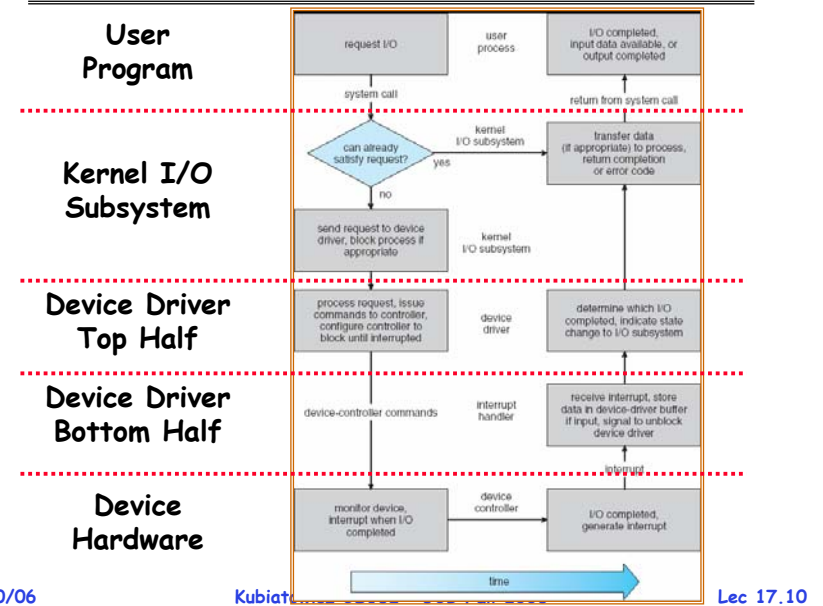 User
Program
request I/O
user
process
I/O completed,
input data available, or
output completed
system call
return from system call
Kernel I/O
Subsystem
can already
satisfy request?
yes
kernel
I/O subsystem
transfer data
(if appropriate) to process,
return completion
or error code
no
send request to device
driver, block process if
appropriate
kernel
I/O subsystem
Device Driver
Top Half
process request, issue
commands to controller,
configure controller to
block until interrupted
device
driver
determine which I/O
completed, indicate state
change to I/O subsystem
Device Driver
Bottom Half
device-controller commands
interrupt
handler
receive interrupt, store
data in device-driver buffer
if input, signal to unblock
device driver
interrupt
Device
Hardware
monitor device,
interrupt when I/O
completed
device
controller
I/O completed,
generate interrupt
time
0/06
Lec 17.10